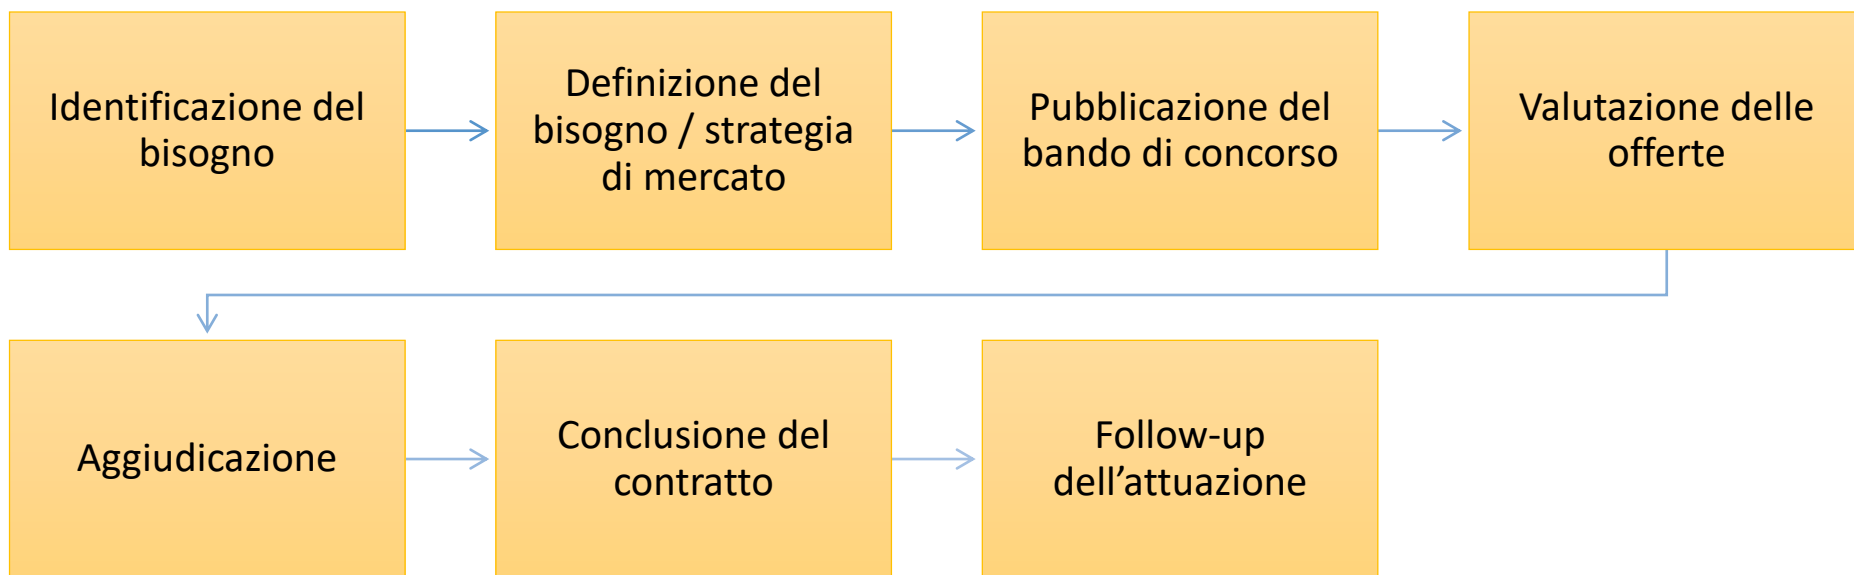 Identificazione del
bisogno
Definizione del
bisogno / strategia
di mercato
Pubblicazione del
bando di concorso
Valutazione delle
offerte
Aggiudicazione
Conclusione del
contratto
Follow-up
dell’attuazione